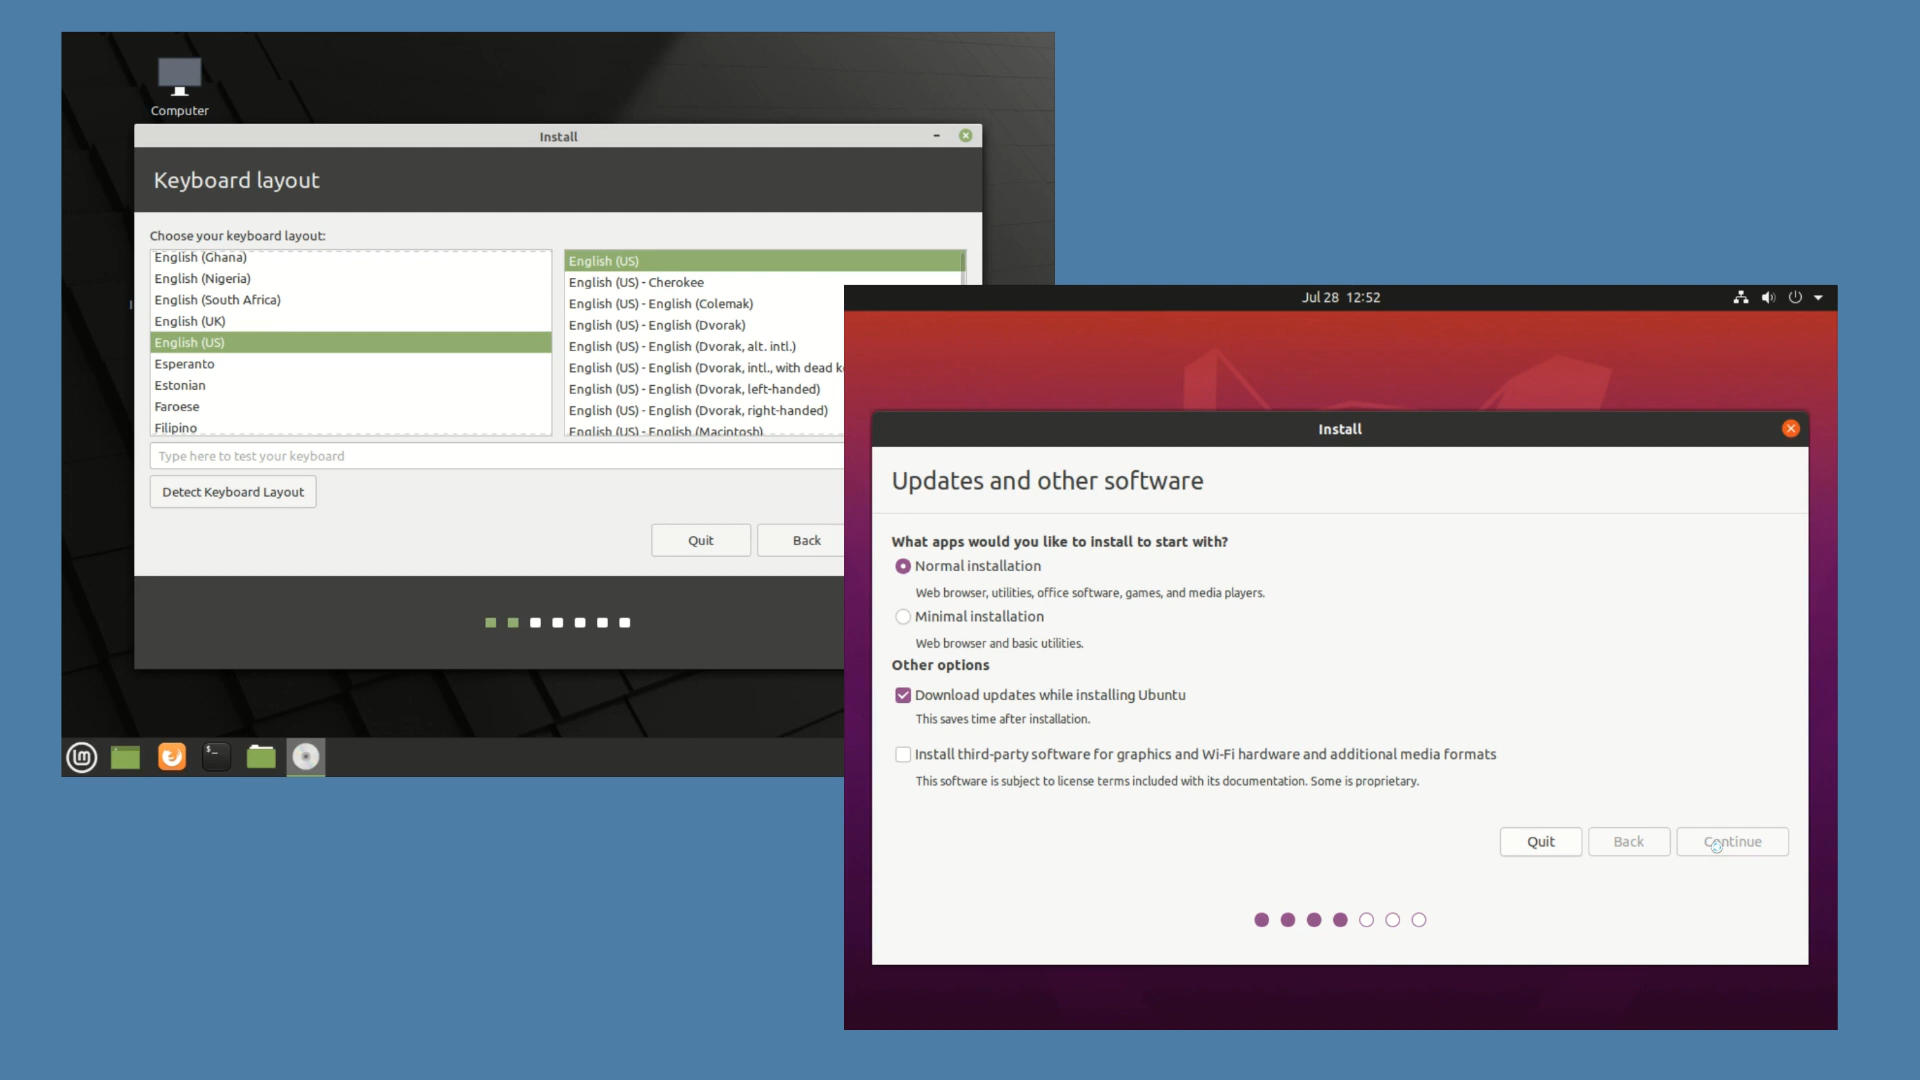 Computer
Install
Keyboard layout
Choose your keyboard layout:
English (Ghana)
English (Nigeria)
English (South Africa)
English (UK)
English (US)
Esperanto
Estonian
Faroese
Filipino
English (US)
English (US) - Cherokee
English (US) - English (Colemak)
English (US) - English (Dvorak)
English (US) - English (Dvorak, alt. intl.)
English (US) - English (Dvorak, intl., with dead
English (US) - English (Dvorak, left-handed)
English (US) - English (Dvorak, right-handed)
English (US) - English (Macintosh)
Type here to test your keyboard
Detect Keyboard Layout
Quit
Back
Jul 28 12:52
Install
Updates and other software
What apps would you like to install to start with?
Normal installation
Web browser, utilities, office software, games, and media players.
Minimal installation
Web browser and basic utilities.
Other options
Download updates while installing Ubuntu
This saves time after installation.
Install third-party software for graphics and Wi-Fi hardware and additional media formats
This software is subject to license terms included with its documentation. Some is proprietary.
Quit
Back
Continue